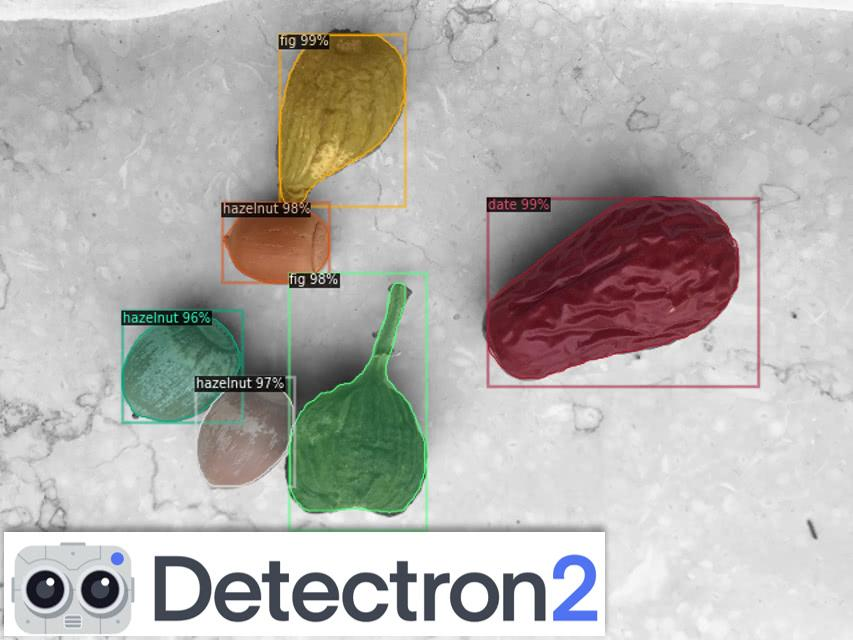 fig 99%
date 99%
hazelnut 98%
fig 98%
hazelnut 96%
hazelnut 97%
Detectron2